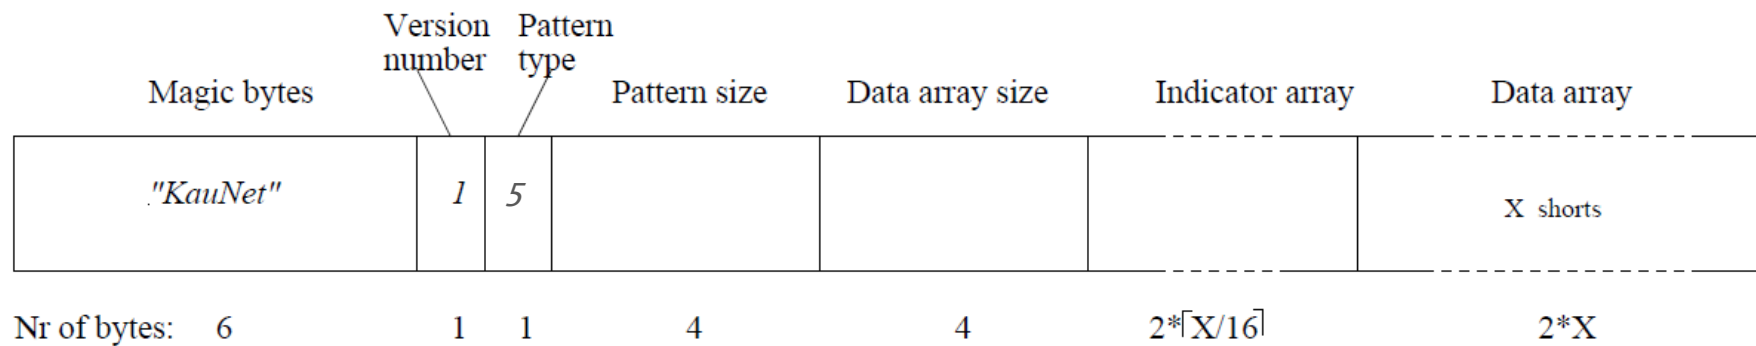 Version Pattern
number type
Magic bytes Pattern size Data array size Indicator array Data array
."KauNet" 1 5 X shorts
Nr of bytes: 6 1 1 4 4 2*⌈X/16⌉ 2*X